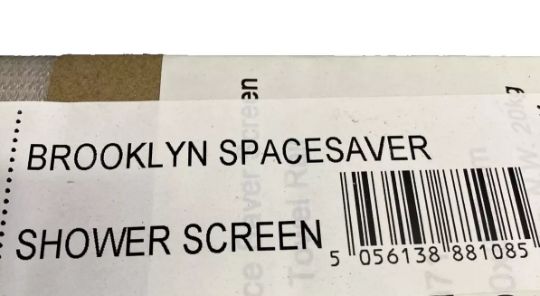 BROOKLYN SPACESAVER
SHOWER SCREEN
5 056138 881085